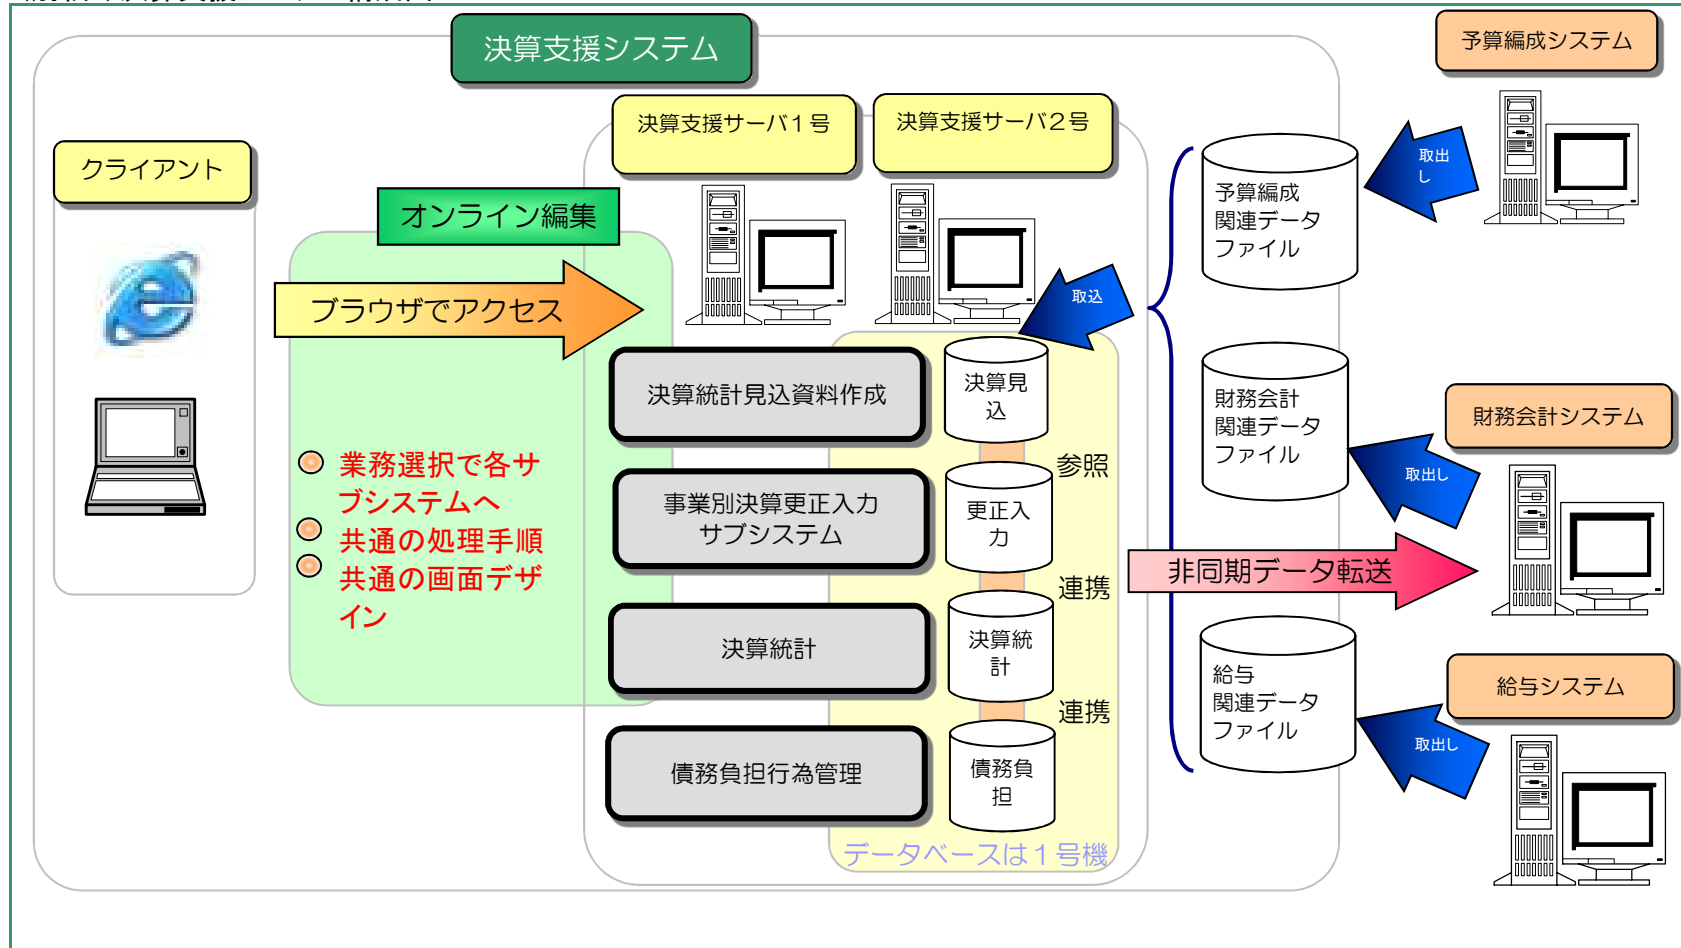 決算支援システム
予算編成システム
決算支援サーバ1号
決算支援サーバ2号
クライアント
取出
し
予算編成
関連データ
ファイル
オンライン編集
ブラウザでアクセス
取込
決算統計見込資料作成
決算見
込
財務会計
関連データ
ファイル
財務会計システム
取出し
参照
業務選択で各サ
ブシステムへ
共通の処理手順
共通の画面デザ
イン
事業別決算更正入力
サブシステム
更正入
力
非同期データ転送
連携
決算統計
決算統
計
給与
関連データ
ファイル
給与システム
取出し
連携
債務負担行為管理
債務負
担
データベースは1号機